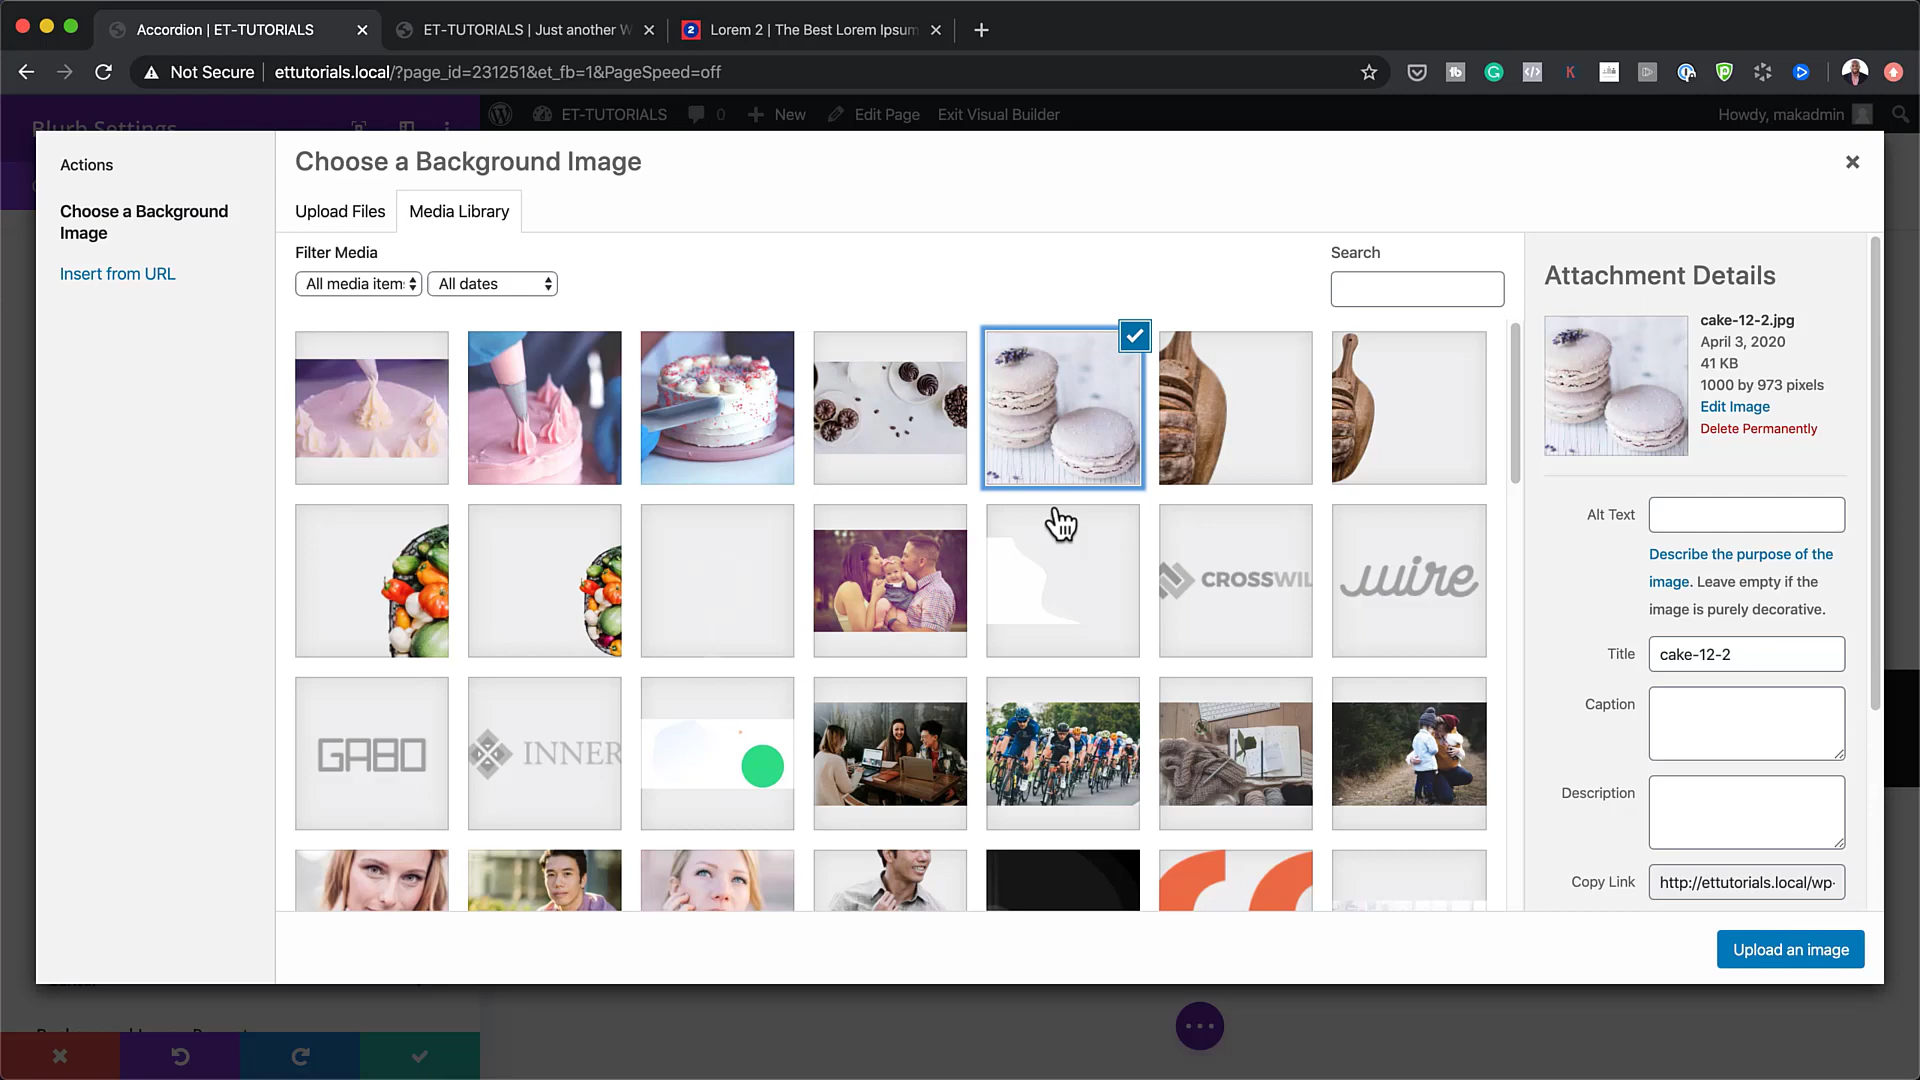 Accordion | ET-TUTORIALS
ET-TUTORIALS | Just another W
2 Lorem 2 | The Best Lorem Ipsum
Not Secure ettutorials.local/?page_id=231251&et_fb=1&PageSpeed=off
Blurb Settings
ET-TUTORIALS 0 New Edit Page Exit Visual Builder Howdy, makadmin
Actions
Choose a Background
Image
Insert from URL
Choose a Background Image
Upload Files Media Library
Filter Media
All media item All dates
Search
CROSSWIL
wire
GABO
INNER
Attachment Details
cake-12-2.jpg
April 3, 2020
41 KB
1000 by 973 pixels
Edit Image
Delete Permanently
Alt Text
Describe the purpose of the
image. Leave empty if the
image is purely decorative.
Title cake-12-2
Caption
Description
Copy Link http://ettutorials.local/wp-
Upload an image